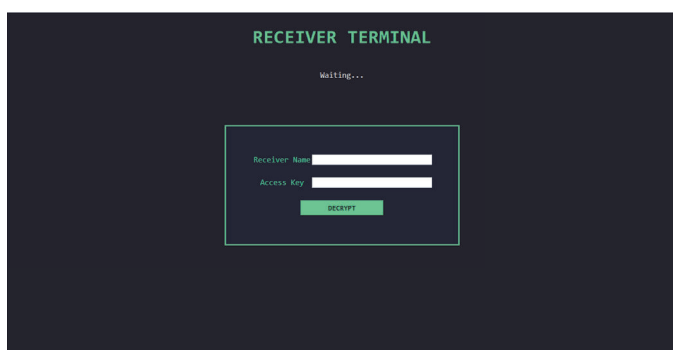 RECEIVER TERMINAL
Waiting...
Receiver Name
Access Key
DECRYPT